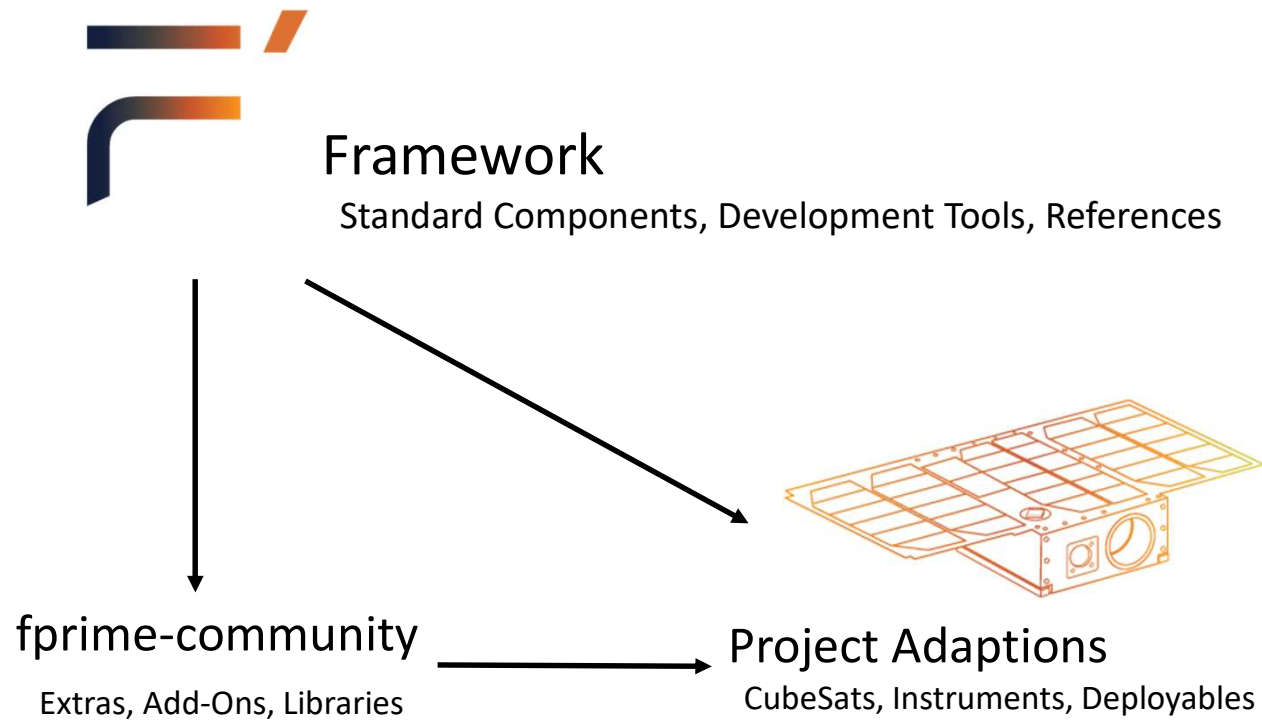 F'
Framework
Standard Components, Development Tools, References
fprime-community
Extras, Add-Ons, Libraries
Project Adaptions
CubeSats, Instruments, Deployables